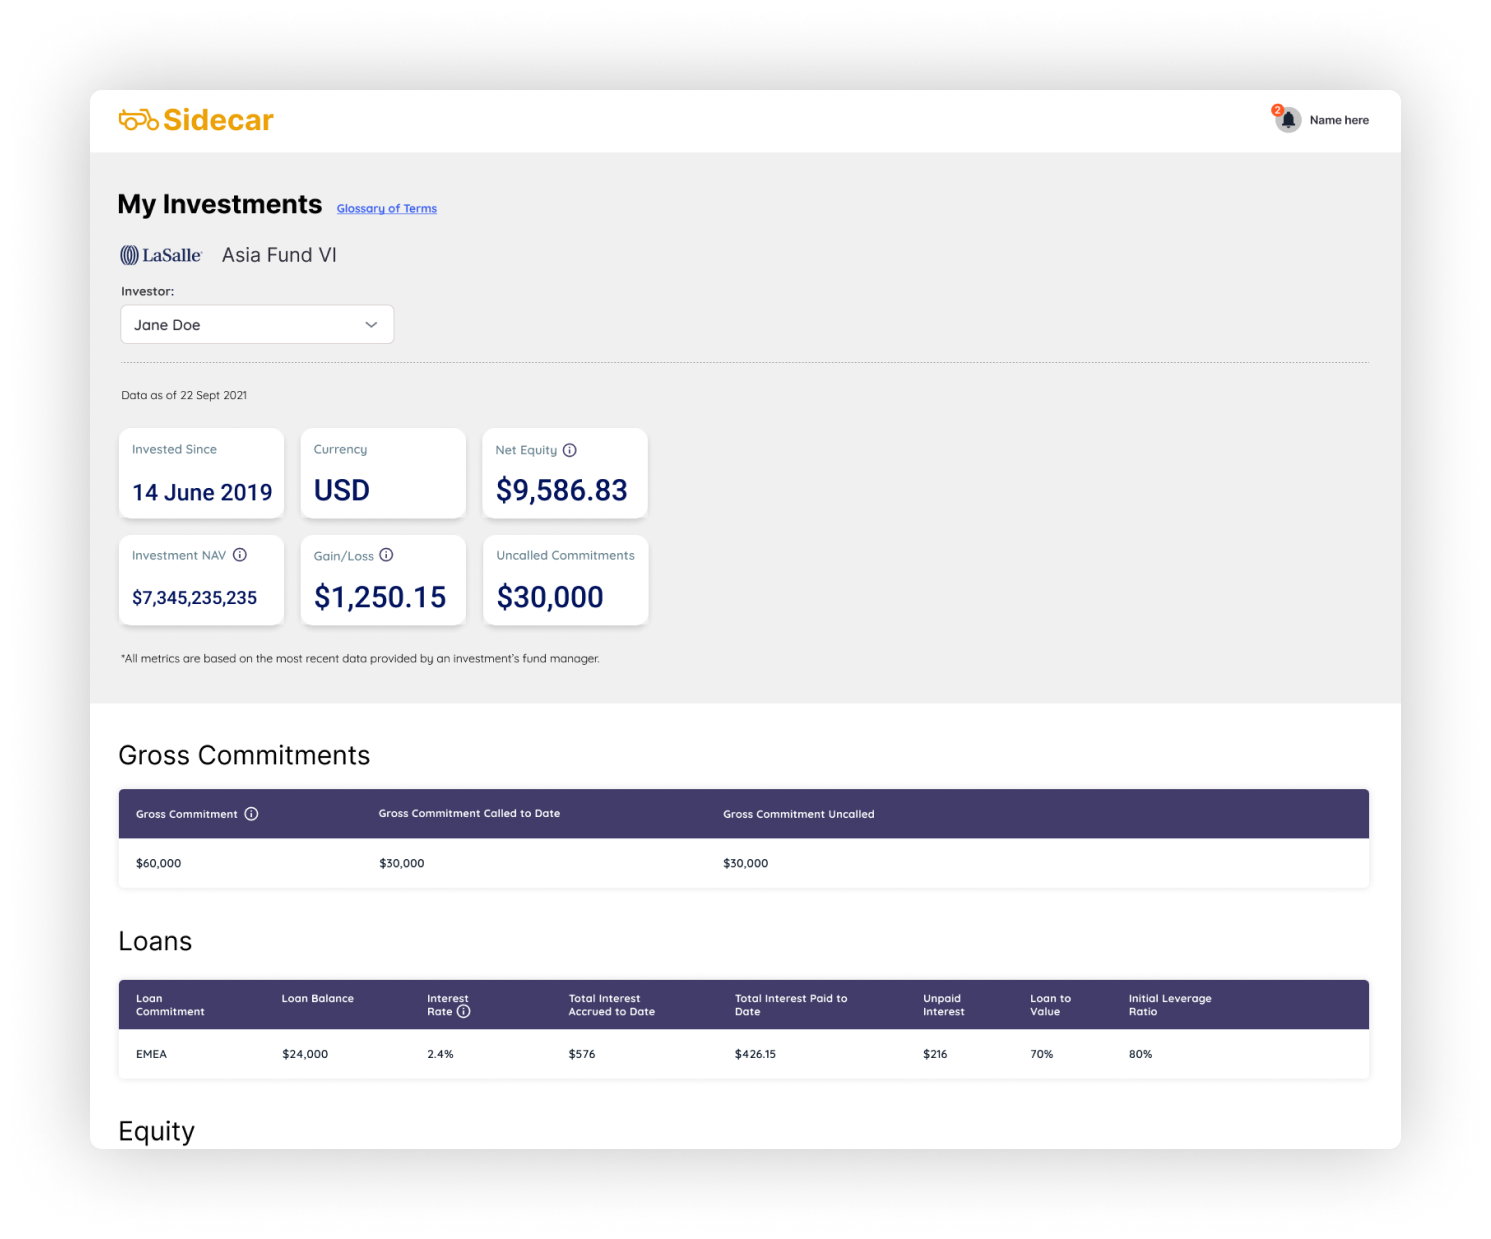 Sidecar
2
Name here
My Investments Glossary of Terms
LaSalle Asia Fund VI
Investor:
Jane Doe
Data as of 22 Sept 2021
Invested Since
14 June 2019
Currency
USD
Net Equity
$9,586.83
Investment NAV
$7,345,235,235
Gain/Loss
$1,250.15
Uncalled Commitments
$30,000
*All metrics are based on the most recent data provided by an investment's fund manager.
Gross Commitments
Gross Commitment Gross Commitment Called to Date Gross Commitment Uncalled
$60,000 $30,000 $30,000
Loans
Loan Commitment Loan Balance Interest Rate Total Interest Accrued to Date Total Interest Paid to Date Unpaid Interest Loan to Value Initial Leverage Ratio
EMEA $24,000 2.4% $576 $426.15 $216 70% 80%
Equity